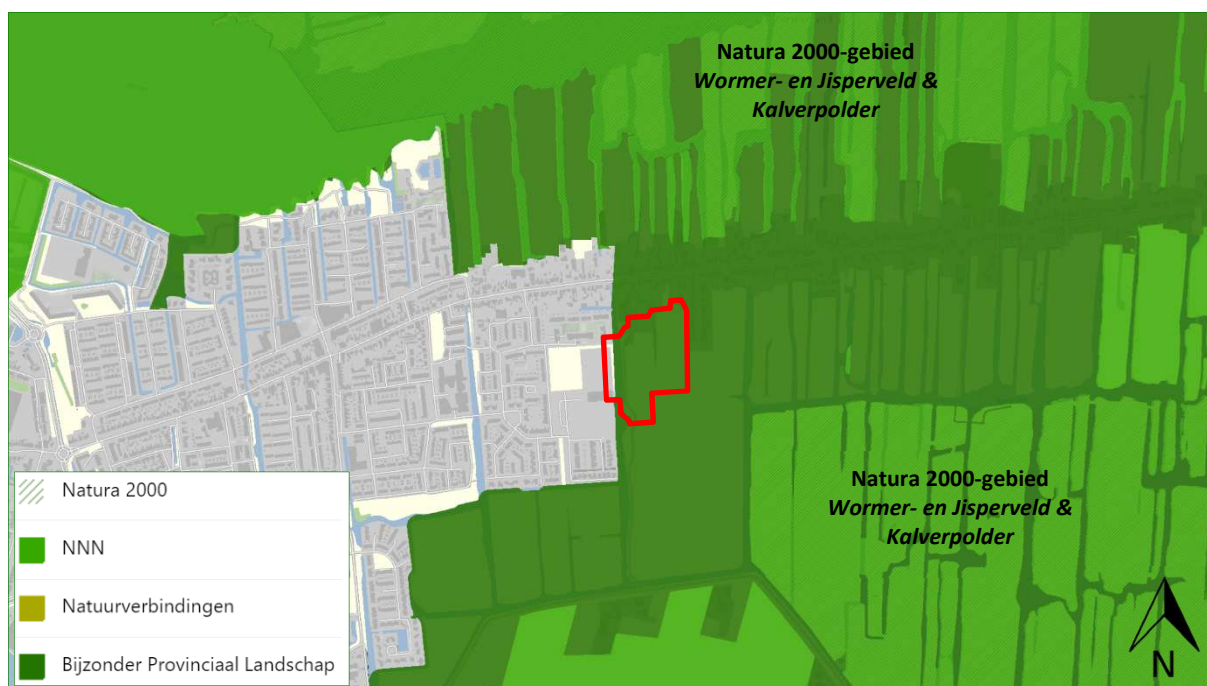 Natura 2000-gebied
Wormer- en Jisperveld &
Kalverpolder
Natura 2000-gebied
Wormer- en Jisperveld &
Kalverpolder
Natura 2000
NNN
Natuurverbindingen
Bijzonder Provinciaal Landschap
N